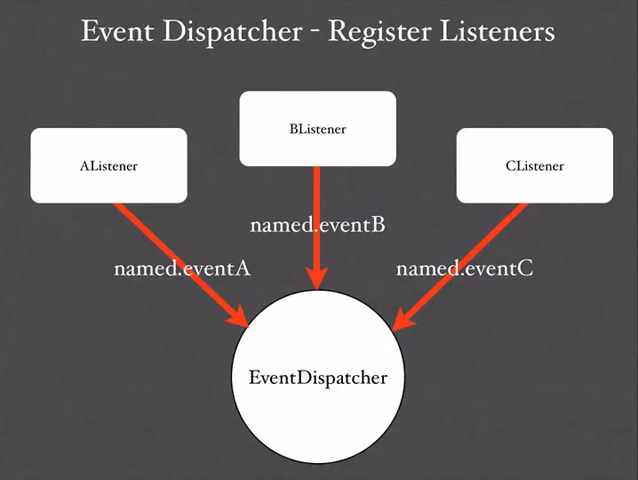 Event Dispatcher - Register Listeners
BListener
AListener
CListener
named.eventB
named.eventA
named.eventC
EventDispatcher